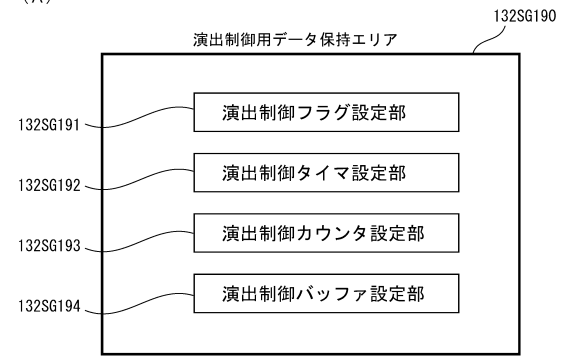 132SG190
演出制御用データ保持エリア
132SG191
演出制御フラグ設定部
132SG192
演出制御タイマ設定部
132SG193
演出制御カウンタ設定部
132SG194
演出制御バッファ設定部